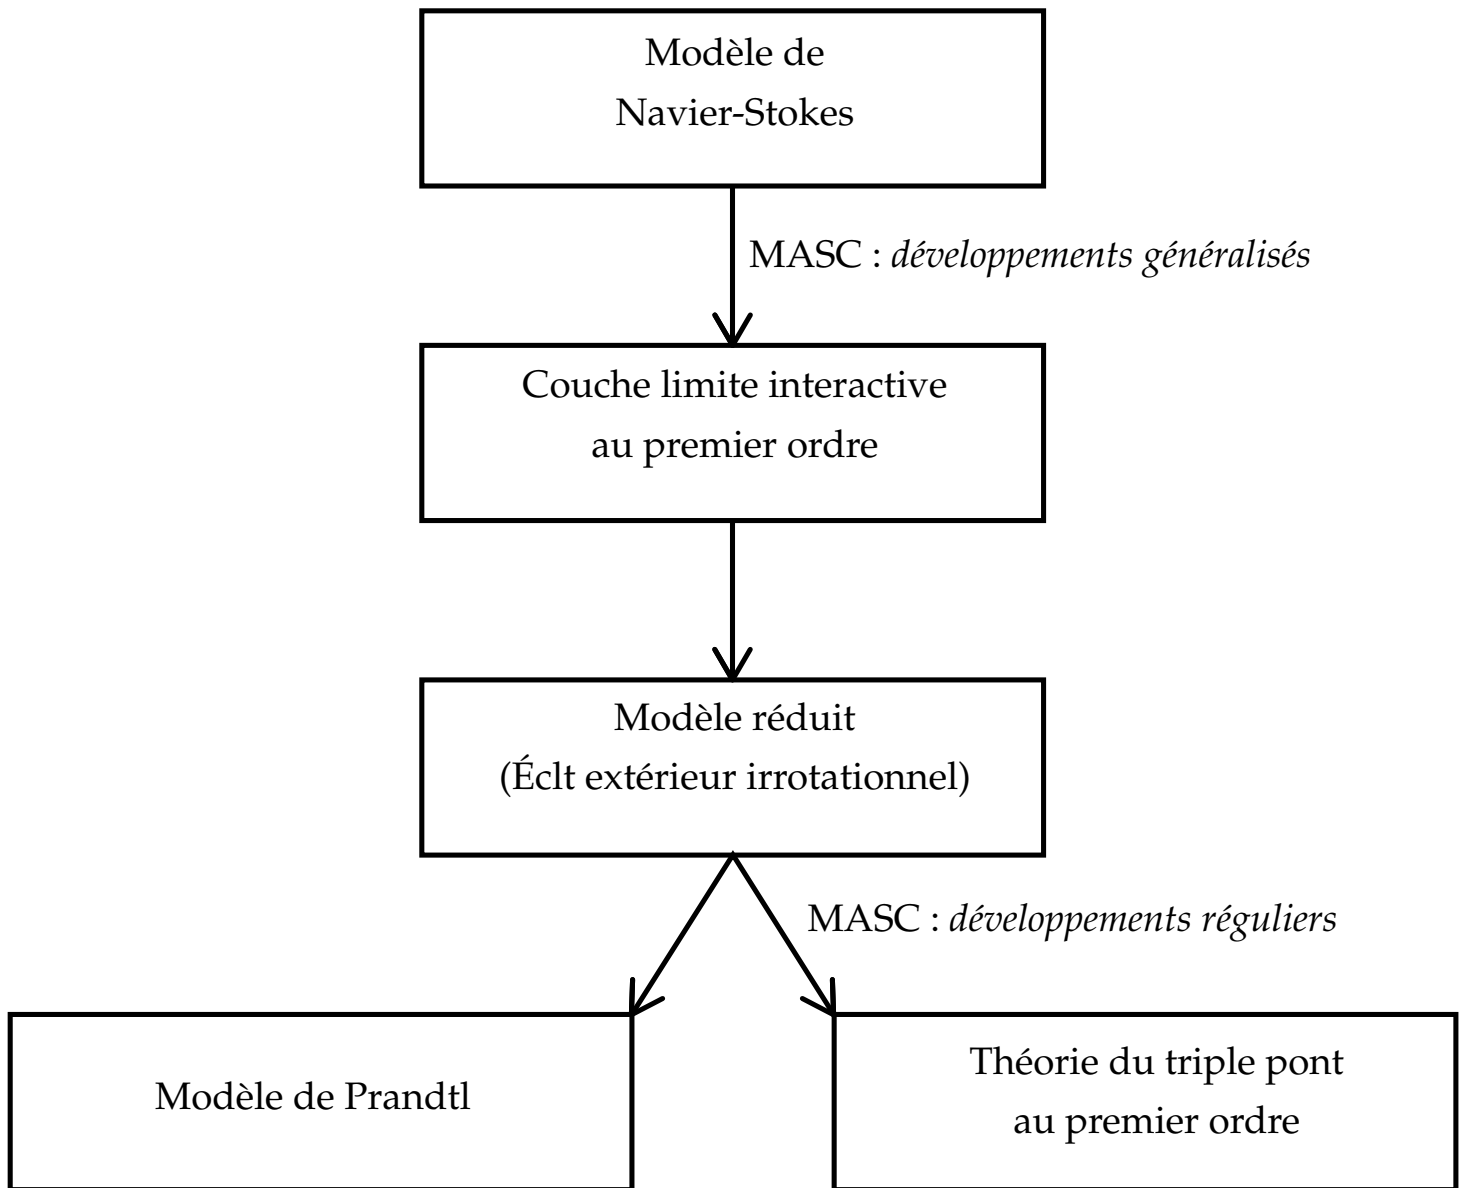 Modèle de
Navier-Stokes
MASC : développements généralisés
Couche limite interactive
au premier ordre
Modèle réduit
(Éclt extérieur irrotationnel)
MASC : développements réguliers
Modèle de Prandtl
Théorie du triple pont
au premier ordre